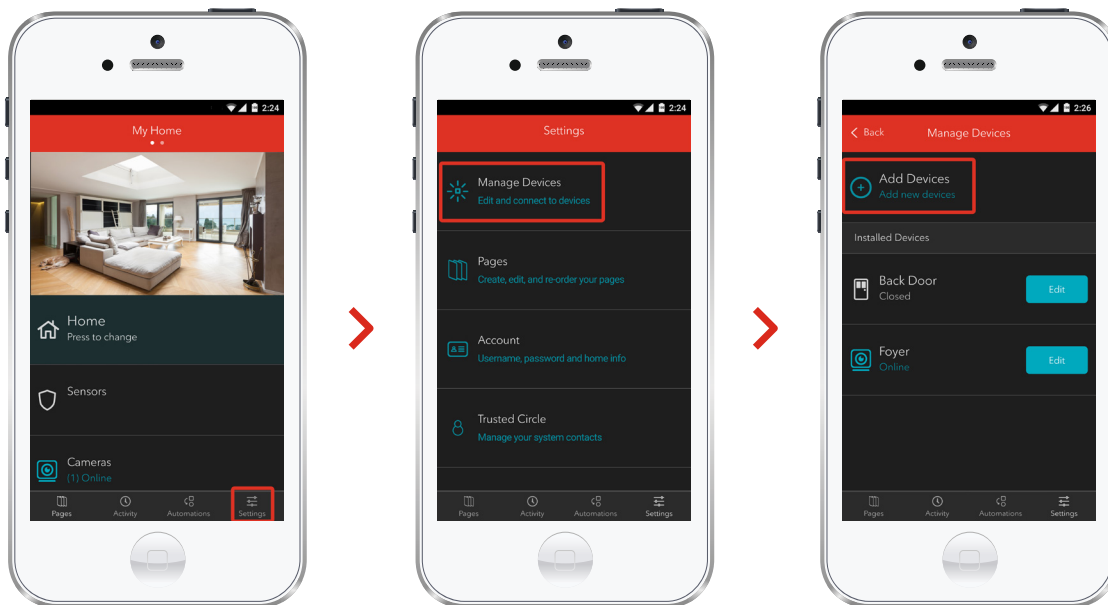 2:24
My Home
Home
Press to change
Sensors
Cameras
(1) Online
Pages
Activity
Automations
Settings
2:24
Settings
Manage Devices
Edit and connect to devices
Pages
Create, edit, and re-order your pages
Account
Username, password and home info
Trusted Circle
Manage your system contacts
Pages
Activity
Automations
Settings
2:26
Back
Manage Devices
Add Devices
Add new devices
Installed Devices
Back Door
Closed
Edit
Foyer
Online
Edit
Pages
Activity
Automations
Settings